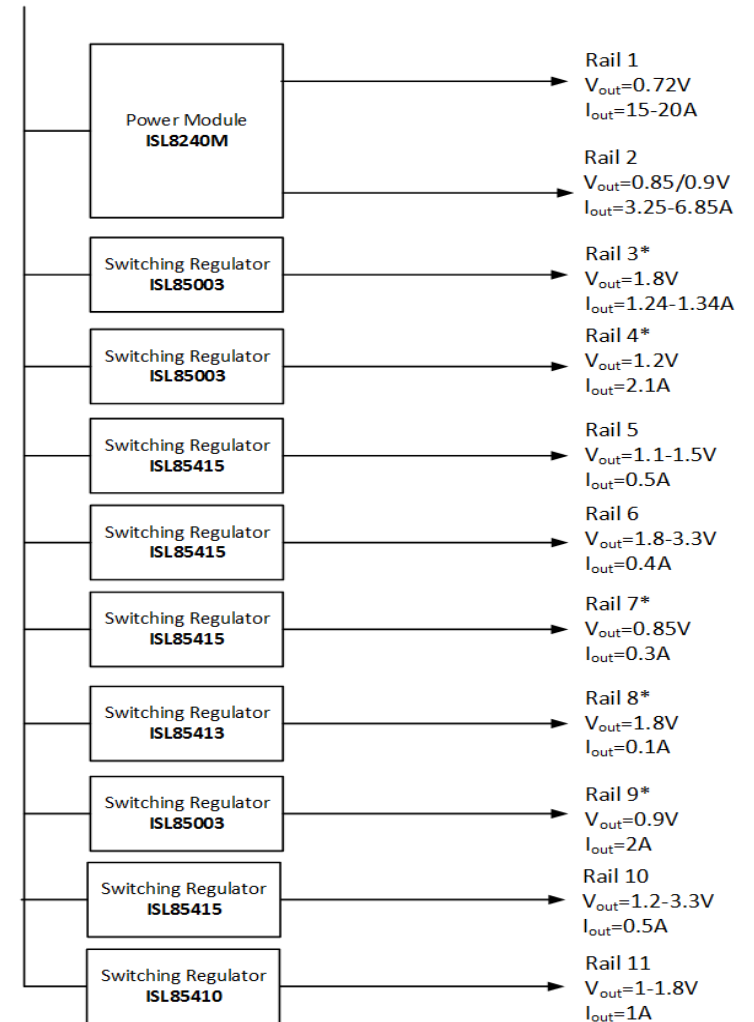 Power Module
ISL8240M
Rail 1
Vout=0.72V
Iout=15-20A
Rail 2
Vout=0.85/0.9V
Iout=3.25-6.85A
Switching Regulator
ISL85003
Rail 3*
Vout=1.8V
Iout=1.24-1.34A
Switching Regulator
ISL85003
Rail 4*
Vout=1.2V
Iout=2.1A
Switching Regulator
ISL85415
Rail 5
Vout=1.1-1.5V
Iout=0.5A
Switching Regulator
ISL85415
Rail 6
Vout=1.8-3.3V
Iout=0.4A
Switching Regulator
ISL85415
Rail 7*
Vout=0.85V
Iout=0.3A
Switching Regulator
ISL85413
Rail 8*
Vout=1.8V
Iout=0.1A
Switching Regulator
ISL85003
Rail 9*
Vout=0.9V
Iout=2A
Switching Regulator
ISL85415
Rail 10
Vout=1.2-3.3V
Iout=0.5A
Switching Regulator
ISL85410
Rail 11
Vout=1-1.8V
Iout=1A